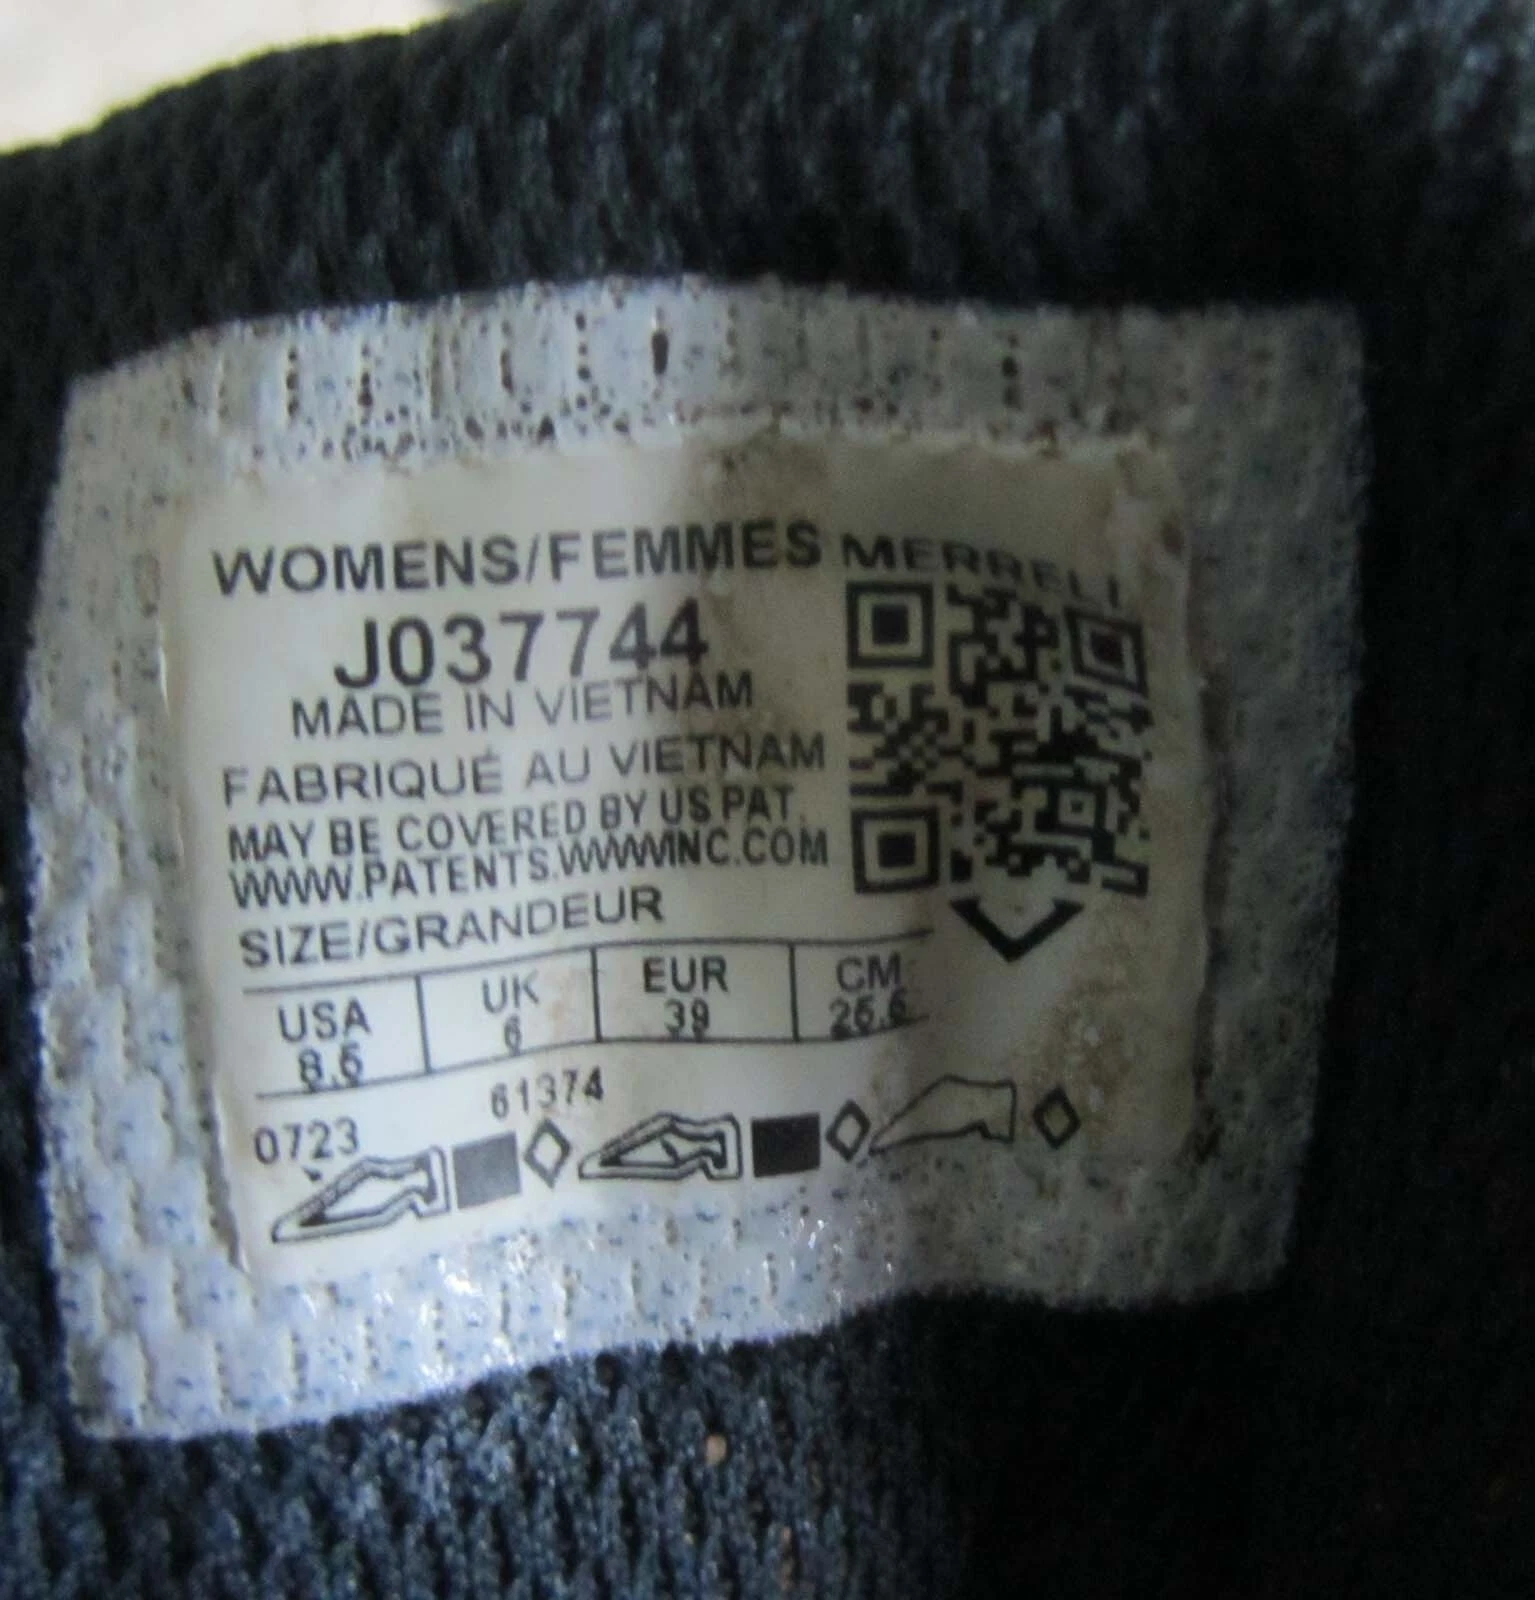 WOMENS/FEMMES MERRELL
J037744
MADE IN VIETNAM
FABRIQUÉ AU VIETNAM
MAY BE COVERED BY US PAT.
WWW.PATENTS.WWWINC.COM
SIZE/GRANDEUR
USA UK EUR CM
8.5 6 39 25.5
0723 61374